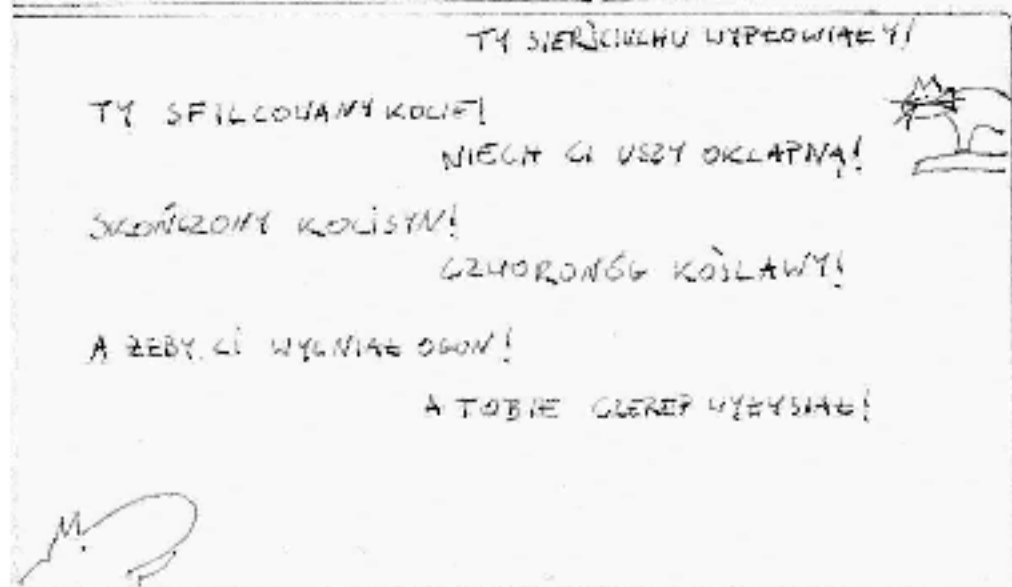 TY SIERŚCIUCHU WYPŁOWIAŁY!
TY SFILCOWANY KOCIE!
NIECH CI USZY OKLAPNĄ!
SKOŃCZONY KOCISYN!
CZWORONÓG KOŚLAWY!
A ŻEBY CI WYGNIAŁ OGON!
A TOBIE CZEREP WYŁYSIAŁ!